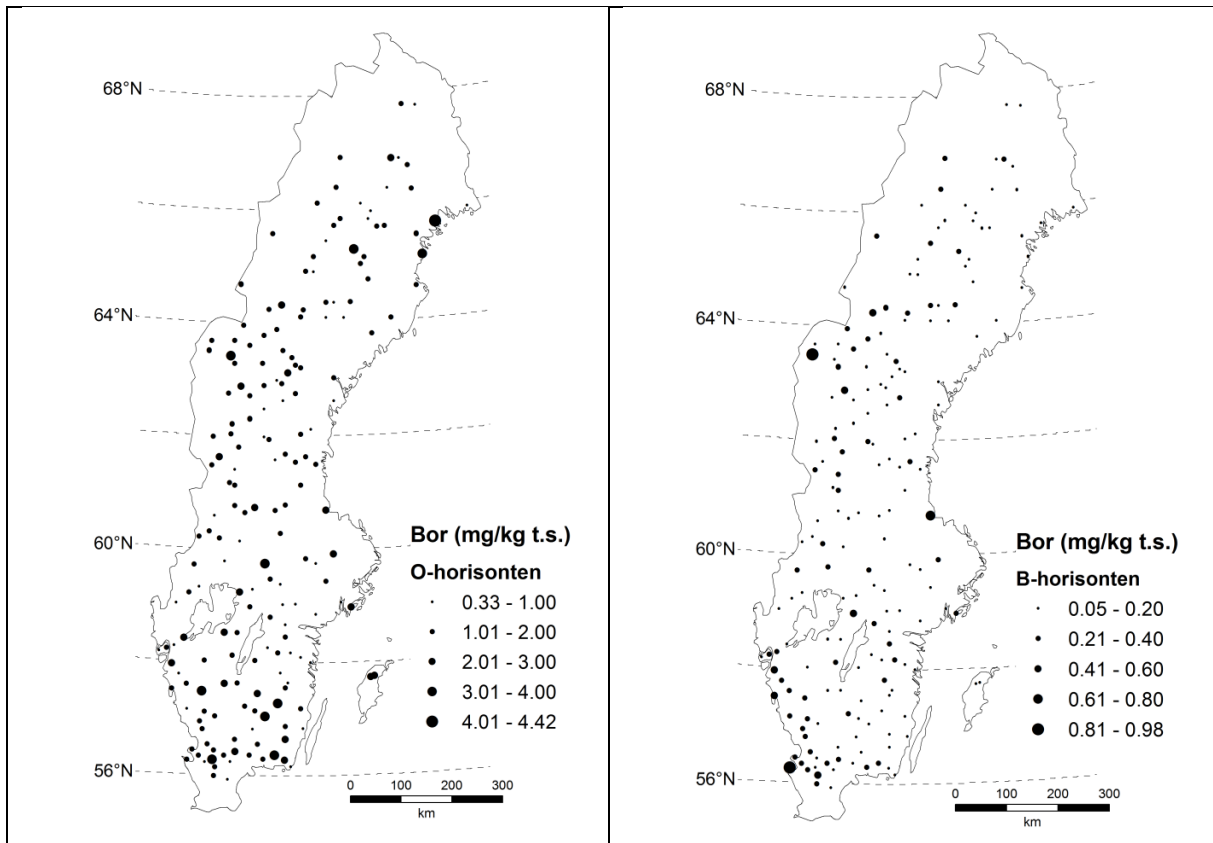 68°N
64°N
60°N
56°N
Bor (mg/kg t.s.)
O-horisonten
0.33 - 1.00
1.01 - 2.00
2.01 - 3.00
3.01 - 4.00
4.01 - 4.42
0 100 200 300
km
68°N
64°N
60°N
56°N
Bor (mg/kg t.s.)
B-horisonten
0.05 - 0.20
0.21 - 0.40
0.41 - 0.60
0.61 - 0.80
0.81 - 0.98
0 100 200 300
km